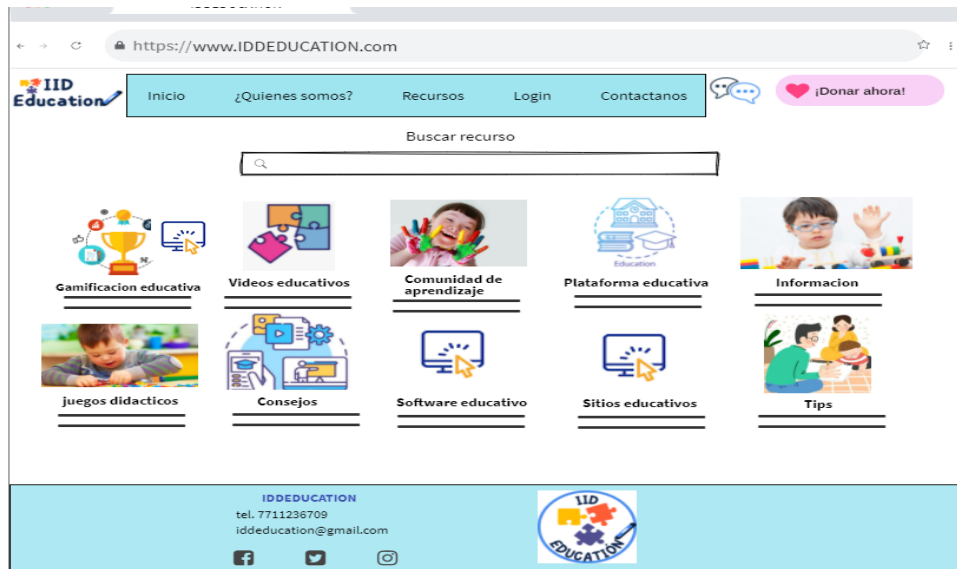 https://www.IDDEDUCATION.com
IID
Education
Inicio
¿Quienes somos?
Recursos
Login
Contactanos
¡Donar ahora!
Buscar recurso
Education
Gamificacion educativa
Videos educativos
Comunidad de
aprendizaje
Plataforma educativa
Informacion
juegos didacticos
Consejos
Software educativo
Sitios educativos
Tips
IDDEDUCATION
tel. 7711236709
iddeducation@gmail.com
IID
EDUCATIÓN